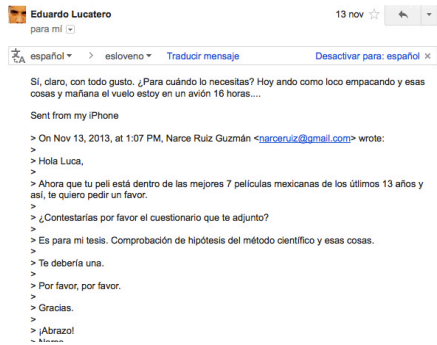 Eduardo Lucatero
13 nov
para mí
español > esloveno Traducir mensaje Desactivar para: español ×
Sí, claro, con todo gusto. ¿Para cuándo lo necesitas? Hoy ando como loco empacando y esas
cosas y mañana el vuelo estoy en un avión 16 horas....
Sent from my iPhone
> On Nov 13, 2013, at 1:07 PM, Narce Ruiz Guzmán <narceruiz@gmail.com> wrote:
>
> Hola Luca,
>
> Ahora que tu peli está dentro de las mejores 7 películas mexicanas de los útlimos 13 años y
así, te quiero pedir un favor.
>
> ¿Contestarías por favor el cuestionario que te adjunto?
>
> Es para mi tesis. Comprobación de hipótesis del método científico y esas cosas.
>
> Te debería una.
>
> Por favor, por favor.
>
> Gracias.
>
> ¡Abrazo!
> Narce